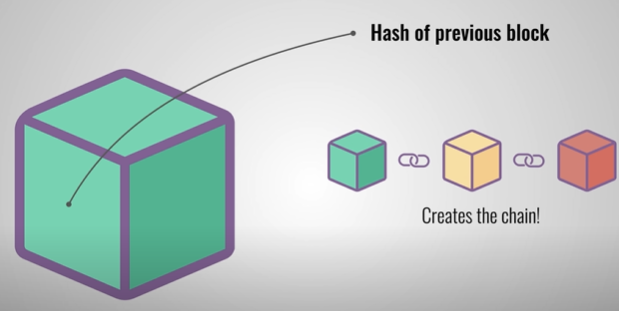 Hash of previous block
Creates the chain!